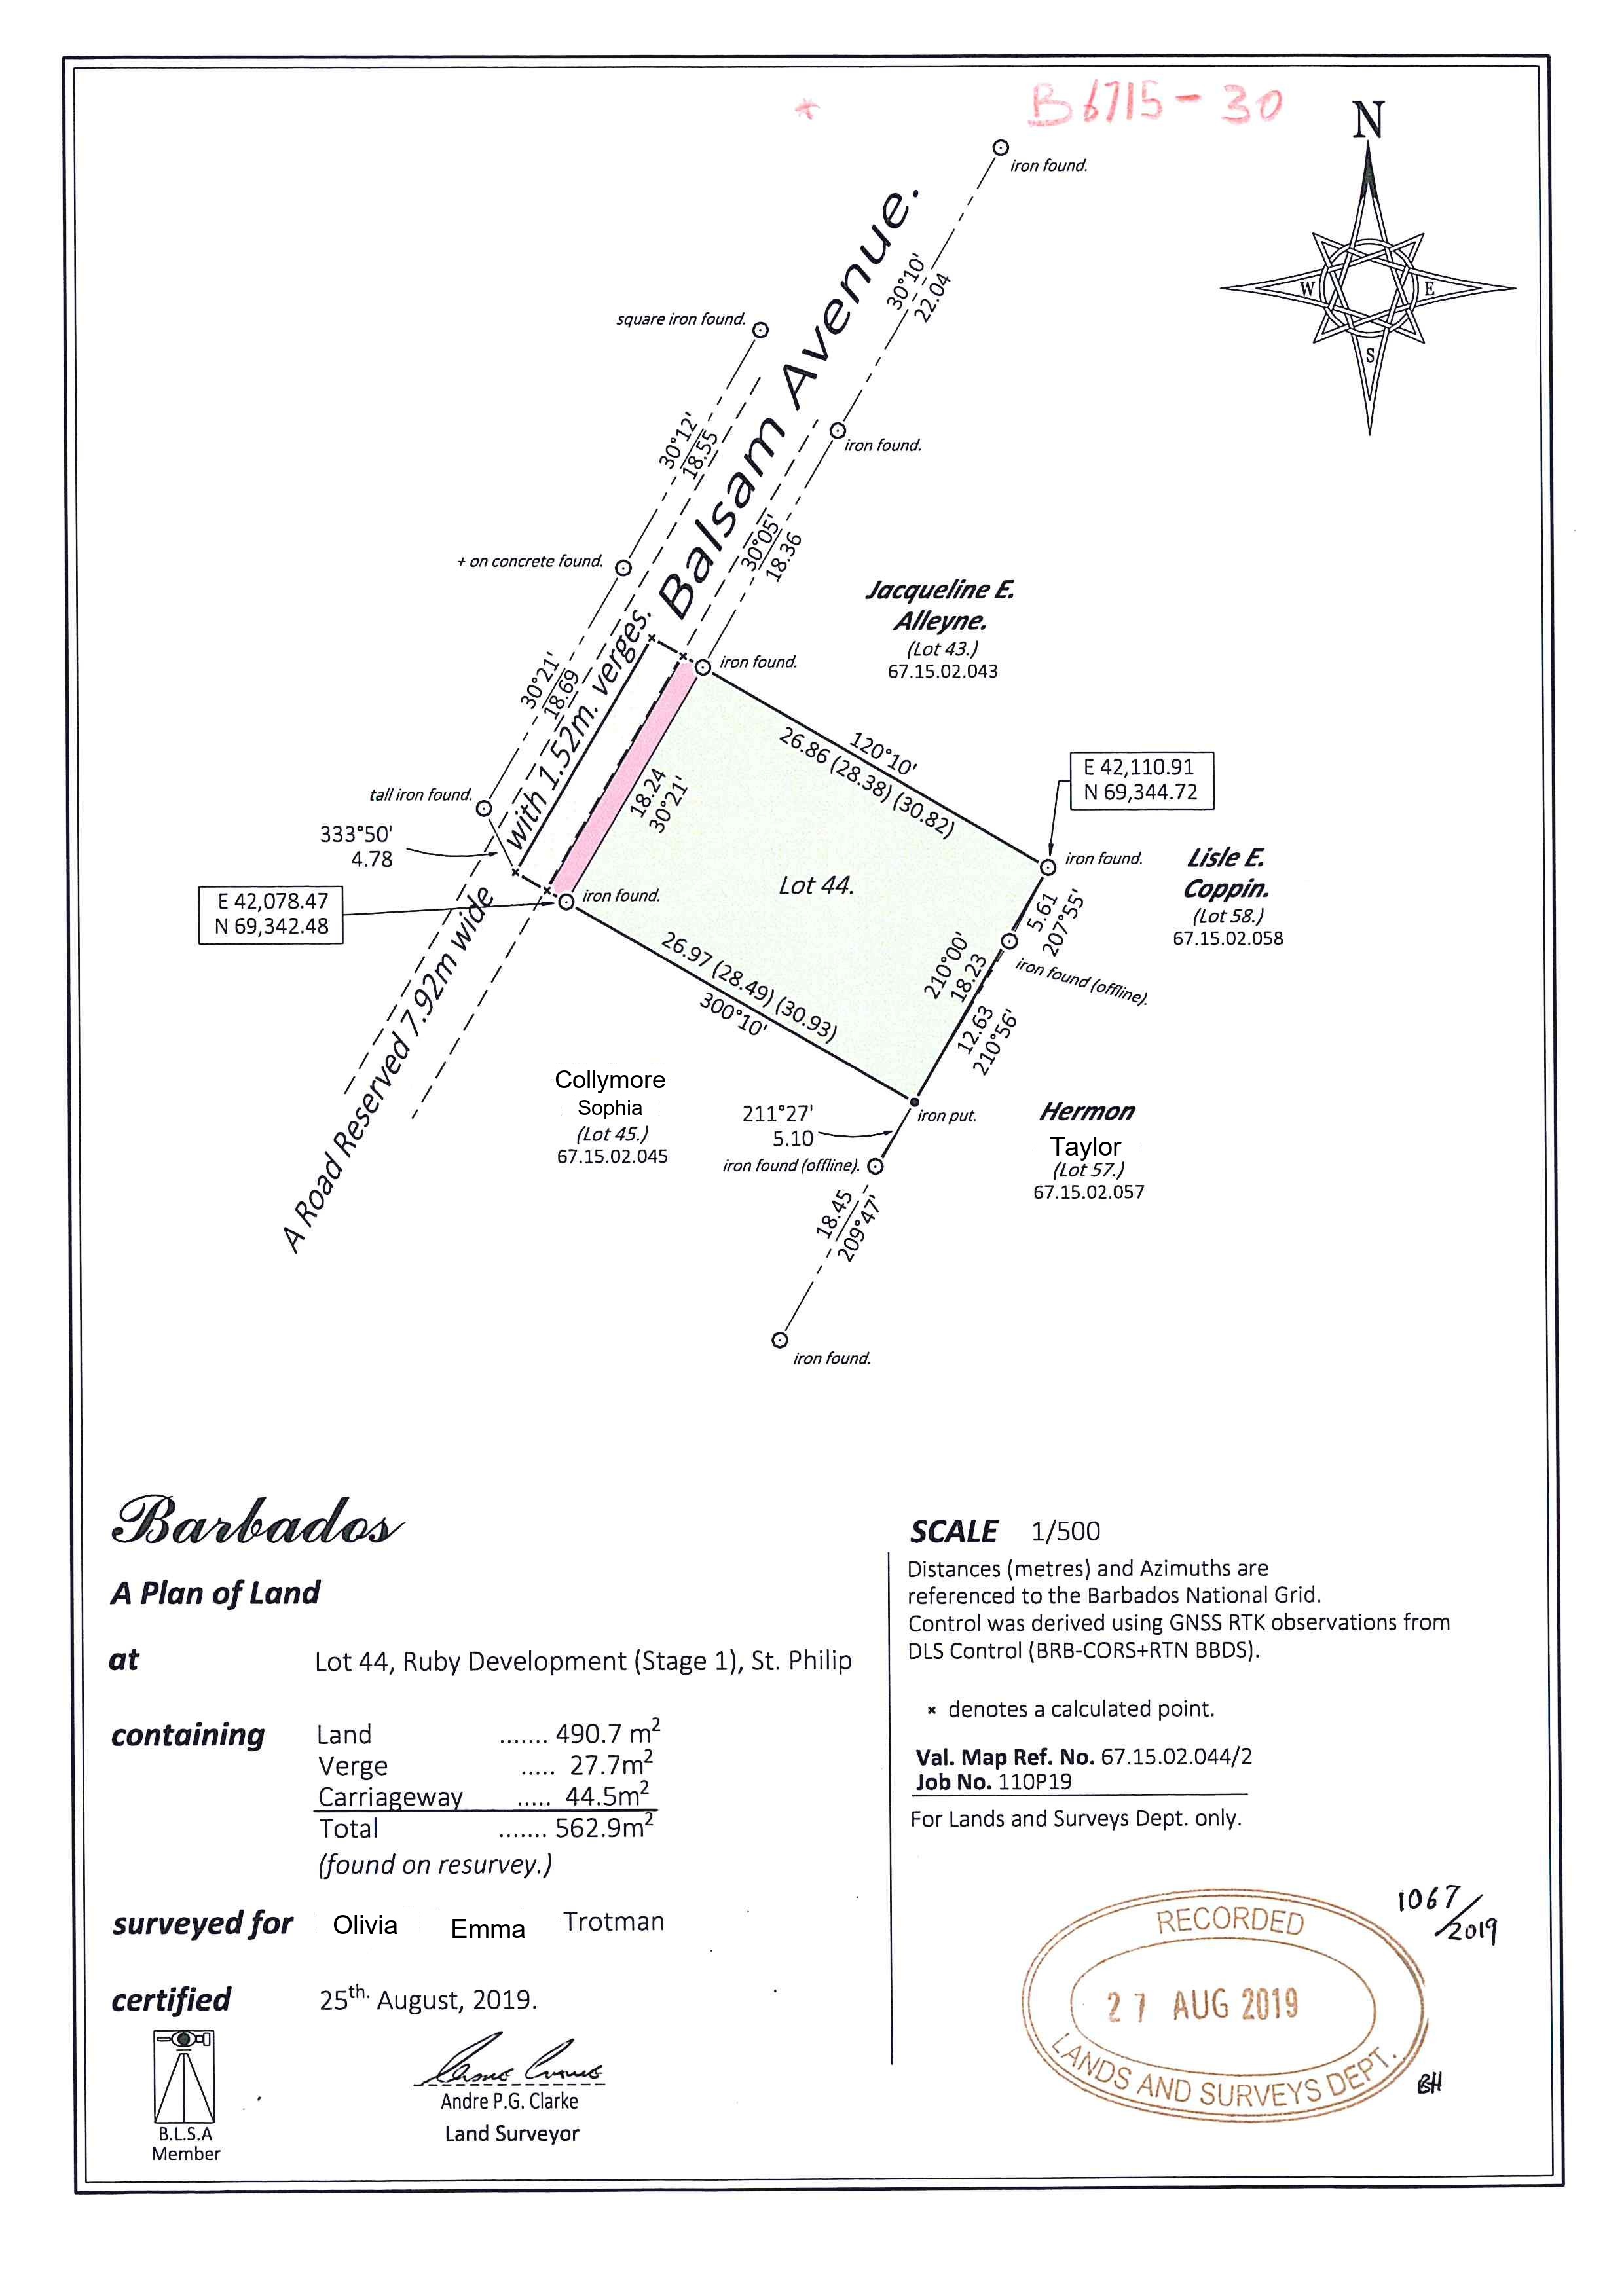 B6715-30
N
W
E
S
iron found.
30°10'
22.04
square iron found.
30°12'
18.55
iron found.
Balsam Avenue.
+ on concrete found.
30°05'
18.36
Jacqueline E.
Alleyne.
(Lot 43.)
67.15.02.043
iron found.
30°21'
18.69
with 1.52m. verges.
120°10'
26.86 (28.38) (30.82)
18.24
30°21'
E 42,110.91
N 69,344.72
tall iron found.
333°50'
4.78
iron found.
Lisle E.
Coppin.
(Lot 58.)
67.15.02.058
Lot 44.
E 42,078.47
N 69,342.48
iron found.
5.61
207°55'
iron found (offline).
210°00'
18.23
26.97 (28.49) (30.93)
300°10'
12.63
210°56'
A Road Reserved 7.92m wide
Collymore
Sophia
(Lot 45.)
67.15.02.045
211°27'
5.10
iron put.
iron found (offline).
Hermon
Taylor
(Lot 57.)
67.15.02.057
18.45
209°47'
iron found.
Barbados
A Plan of Land
at Lot 44, Ruby Development (Stage 1), St. Philip
containing Land ....... 490.7 m²
Verge ..... 27.7m²
Carriageway ..... 44.5m²
Total ....... 562.9m²
(found on resurvey.)
surveyed for Olivia Emma Trotman
certified 25th. August, 2019.
B.L.S.A
Member
Andre P.G. Clarke
Land Surveyor
SCALE 1/500
Distances (metres) and Azimuths are
referenced to the Barbados National Grid.
Control was derived using GNSS RTK observations from
DLS Control (BRB-CORS+RTN BBDS).
× denotes a calculated point.
Val. Map Ref. No. 67.15.02.044/2
Job No. 110P19
For Lands and Surveys Dept. only.
1067/2019
RECORDED
27 AUG 2019
LANDS AND SURVEYS DEPT.
BH